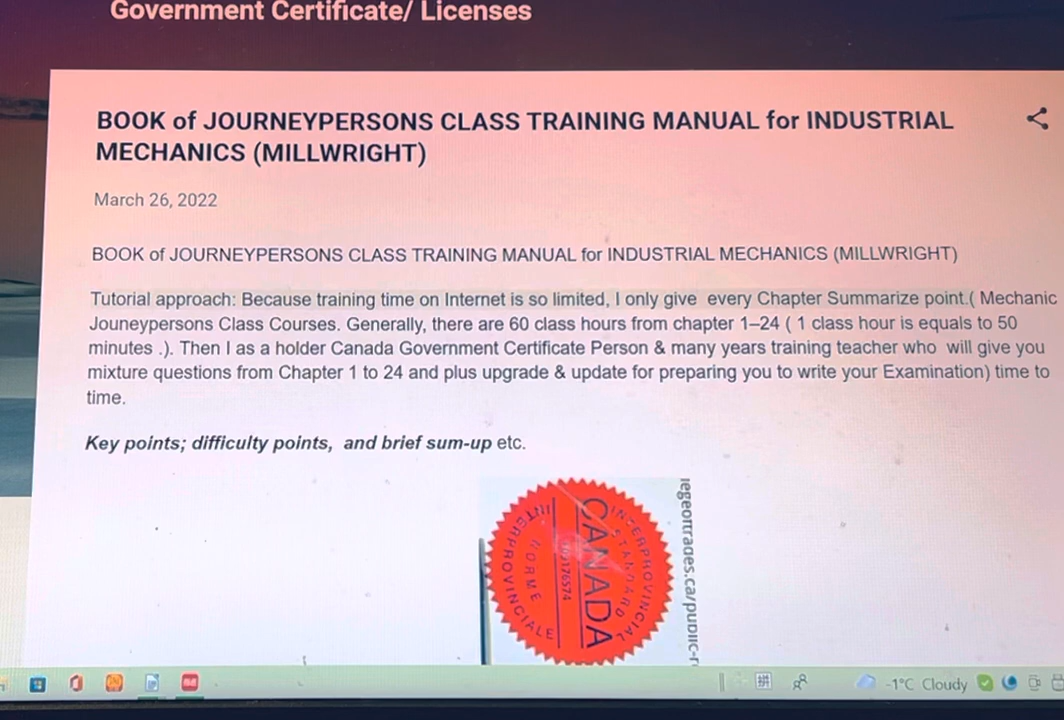 Government Certificate/ Licenses
BOOK of JOURNEYPERSONS CLASS TRAINING MANUAL for INDUSTRIAL
MECHANICS (MILLWRIGHT)
March 26, 2022
BOOK of JOURNEYPERSONS CLASS TRAINING MANUAL for INDUSTRIAL MECHANICS (MILLWRIGHT)
Tutorial approach: Because training time on Internet is so limited, I only give every Chapter Summarize point.( Mechanic
Jouneypersons Class Courses. Generally, there are 60 class hours from chapter 1–24 ( 1 class hour is equals to 50
minutes .). Then I as a holder Canada Government Certificate Person & many years training teacher who will give you
mixture questions from Chapter 1 to 24 and plus upgrade & update for preparing you to write your Examination) time to
time.
Key points; difficulty points, and brief sum-up etc.
INTERPROVINCIAL
STANDARD
CANADA
NORME
INTERPROVINCIALE
legeoftrades.ca/public-r
-1°C Cloudy